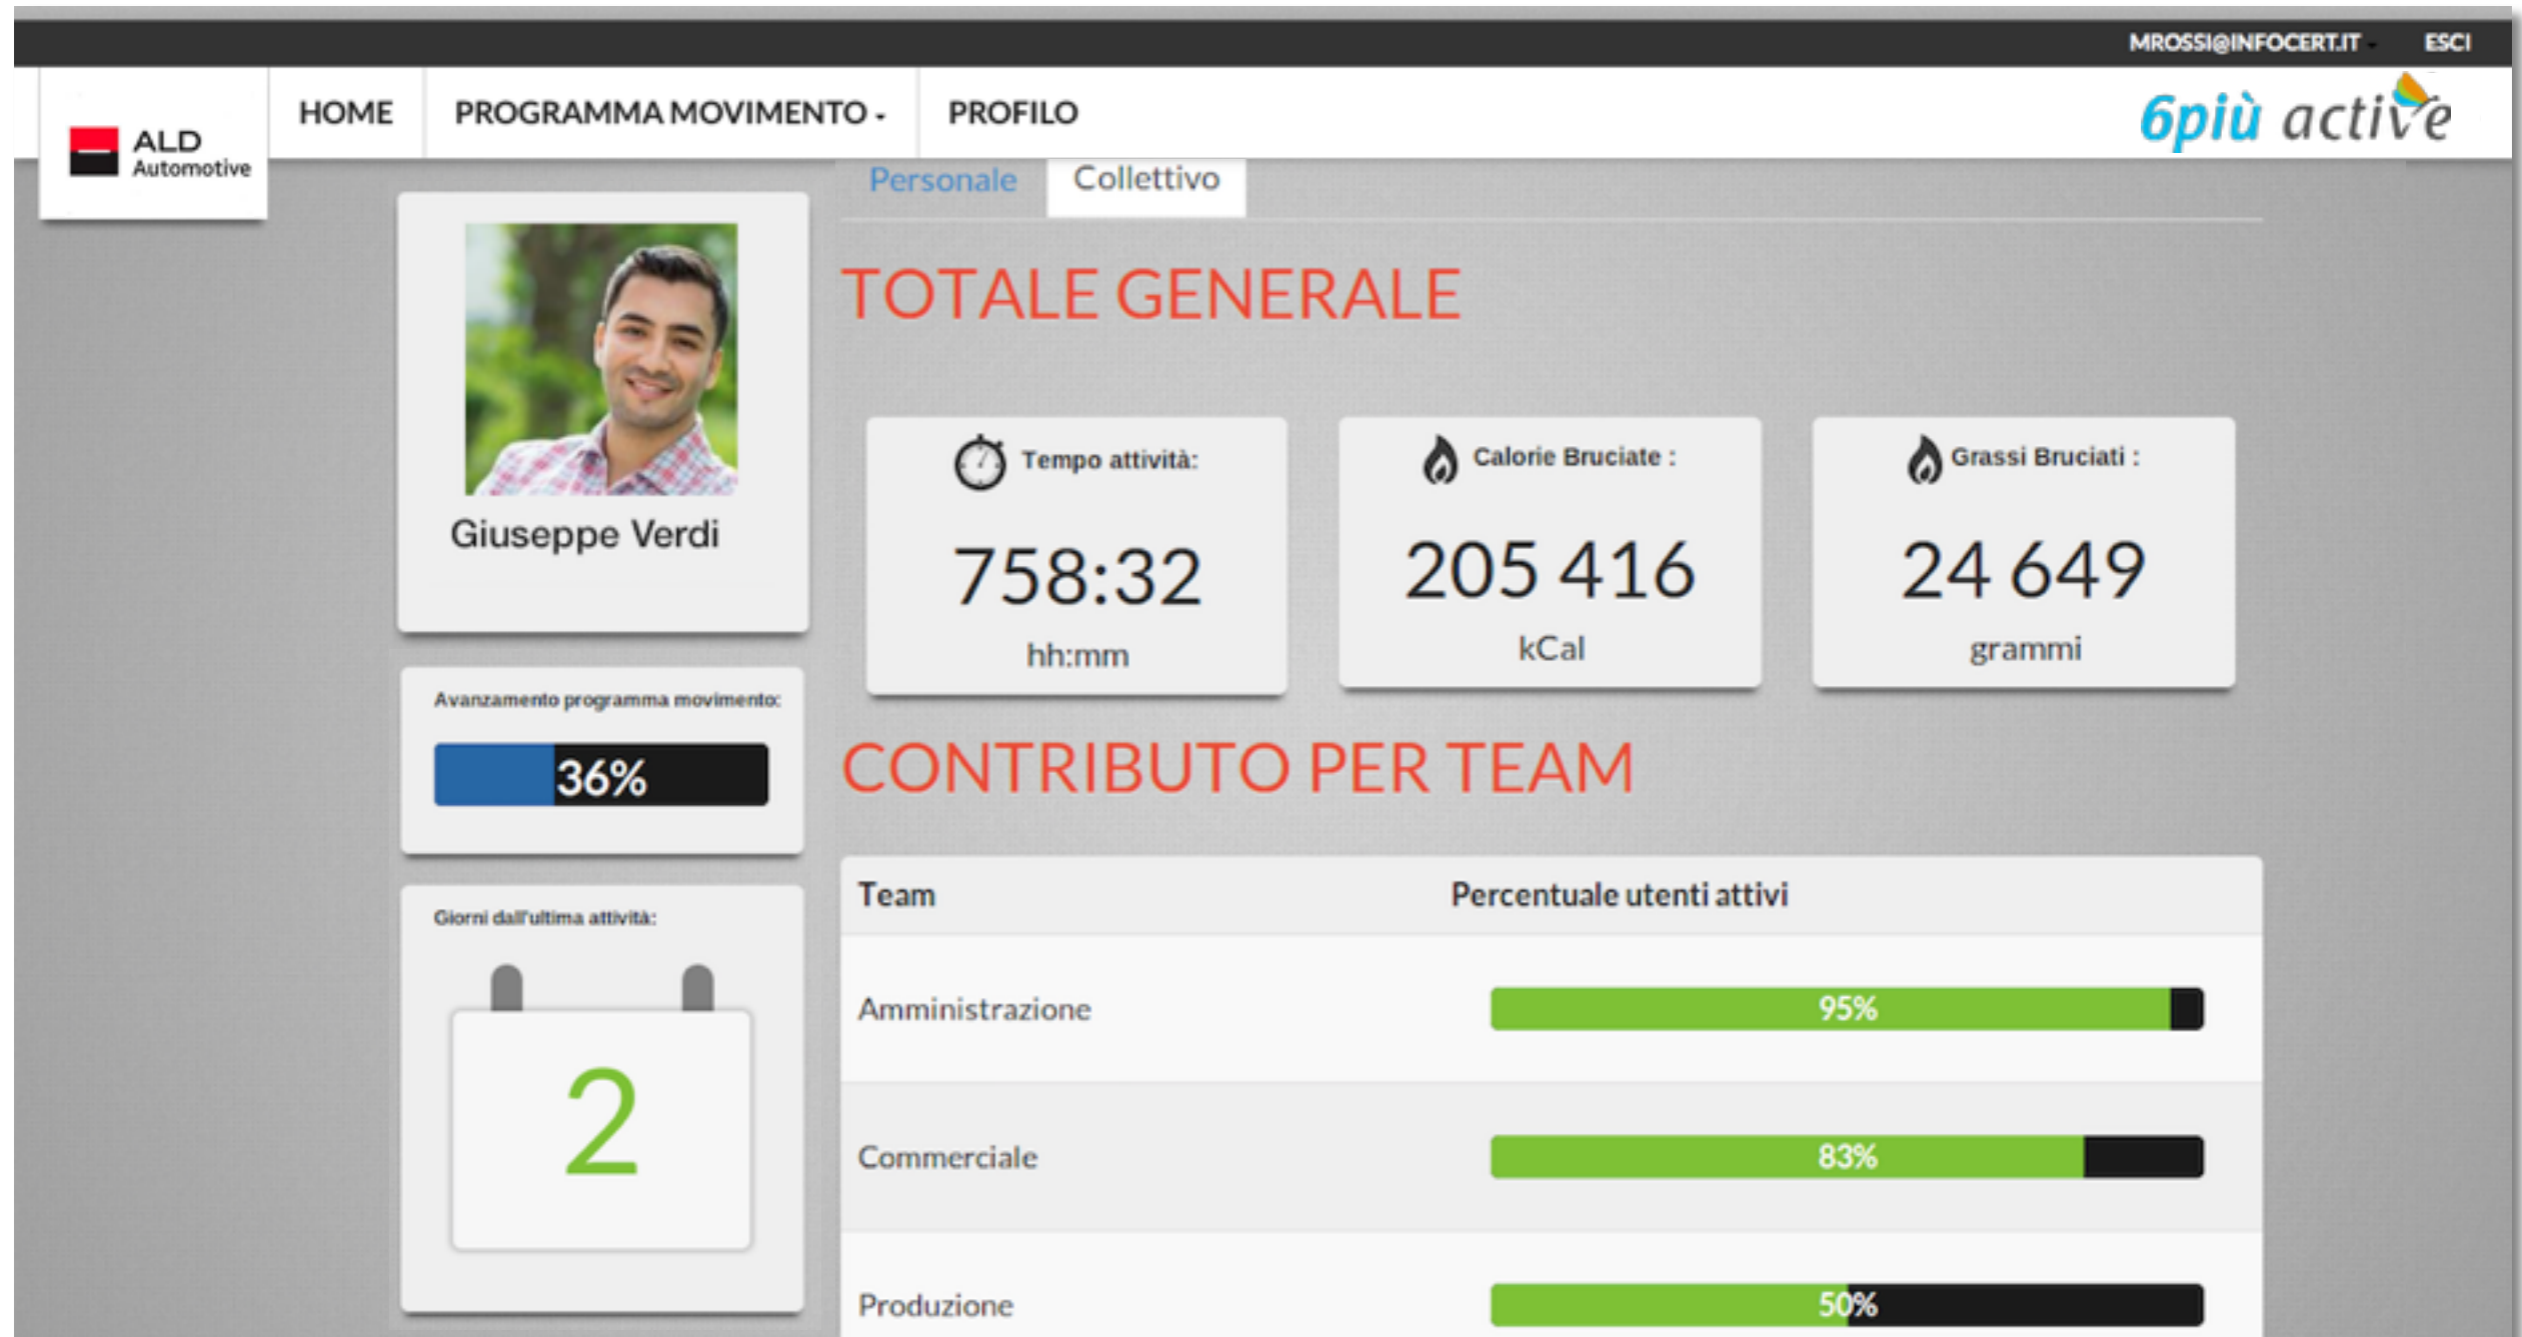 MROSSI@INFOCERT.IT ESCI
ALD
Automotive
HOME PROGRAMMA MOVIMENTO PROFILO
6più active
Personale Collettivo
Giuseppe Verdi
Avanzamento programma movimento:
36%
Giorni dall'ultima attività:
2
TOTALE GENERALE
Tempo attività:
758:32
hh:mm
Calorie Bruciate :
205 416
kCal
Grassi Bruciati :
24 649
grammi
CONTRIBUTO PER TEAM
Team Percentuale utenti attivi
Amministrazione 95%
Commerciale 83%
Produzione 50%